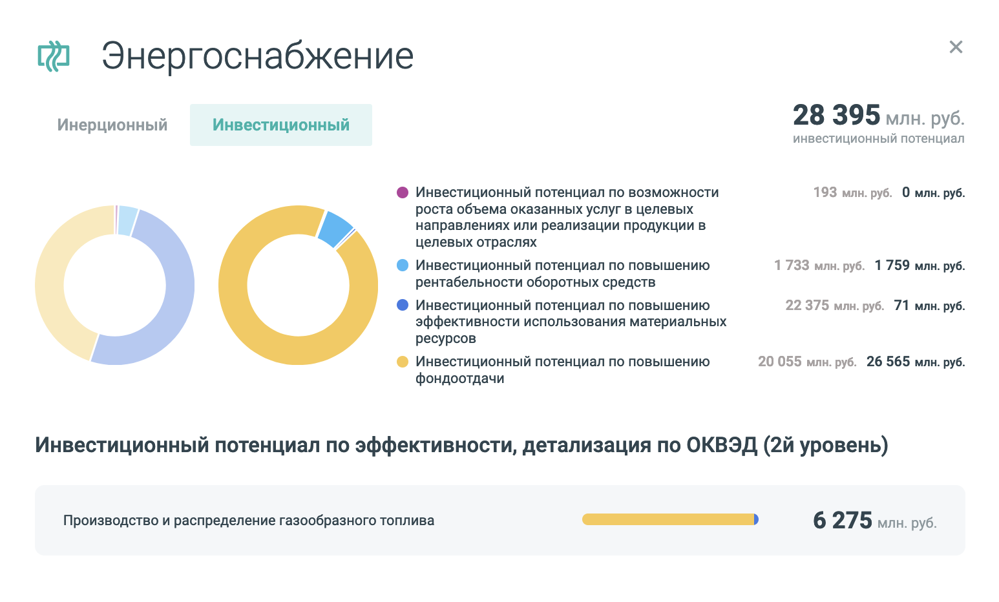 Энергоснабжение
Инерционный
Инвестиционный
28 395 млн. руб.
инвестиционный потенциал
Инвестиционный потенциал по возможности
роста объема оказанных услуг в целевых
направлениях или реализации продукции в
целевых отраслях
193 млн. руб. 0 млн. руб.
Инвестиционный потенциал по повышению
рентабельности оборотных средств
1 733 млн. руб. 1 759 млн. руб.
Инвестиционный потенциал по повышению
эффективности использования материальных
ресурсов
22 375 млн. руб. 71 млн. руб.
Инвестиционный потенциал по повышению
фондоотдачи
20 055 млн. руб. 26 565 млн. руб.
Инвестиционный потенциал по эффективности, детализация по ОКВЭД (2й уровень)
Производство и распределение газообразного топлива
6 275 млн. руб.